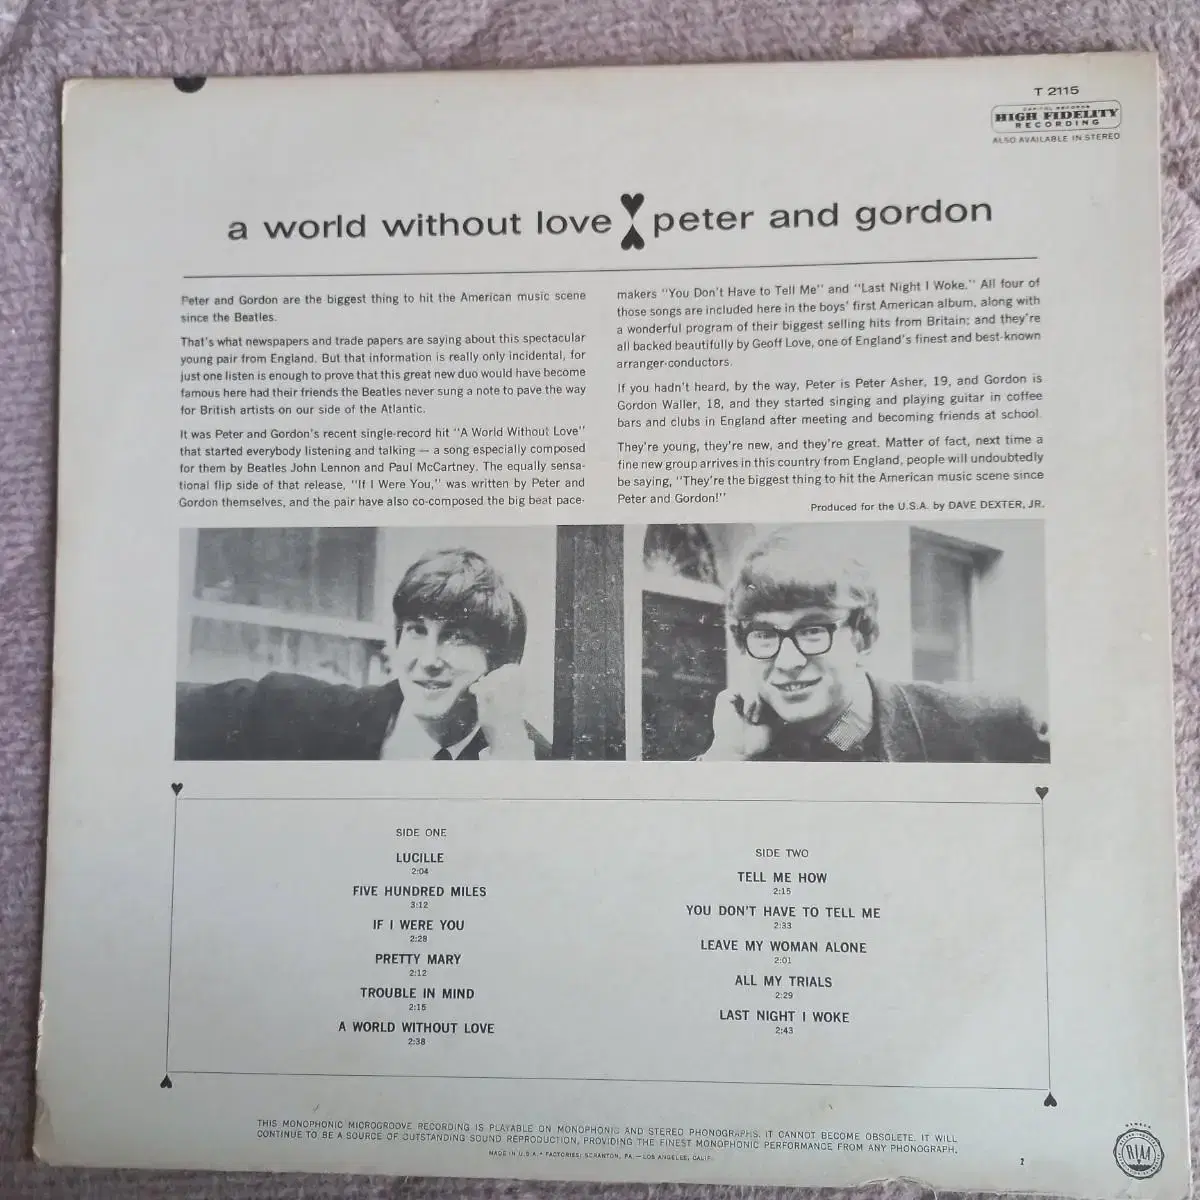 T 2115
CAPITOL RECORDS
HIGH FIDELITY
RECORDING
ALSO AVAILABLE IN STEREO
a world without love peter and gordon
Peter and Gordon are the biggest thing to hit the American music scene
since the Beatles.
That's what newspapers and trade papers are saying about this spectacular
young pair from England. But that information is really only incidental, for
just one listen is enough to prove that this great new duo would have become
famous here had their friends the Beatles never sung a note to pave the way
for British artists on our side of the Atlantic.
It was Peter and Gordon's recent single-record hit "A World Without Love"
that started everybody listening and talking — a song especially composed
for them by Beatles John Lennon and Paul McCartney. The equally sensa-
tional flip side of that release, "If I Were You," was written by Peter and
Gordon themselves, and the pair have also co-composed the big beat pace-
makers "You Don't Have to Tell Me" and "Last Night I Woke." All four of
those songs are included here in the boys' first American album, along with
a wonderful program of their biggest selling hits from Britain; and they're
all backed beautifully by Geoff Love, one of England's finest and best-known
arranger-conductors.
If you hadn't heard, by the way, Peter is Peter Asher, 19, and Gordon is
Gordon Waller, 18, and they started singing and playing guitar in coffee
bars and clubs in England after meeting and becoming friends at school.
They're young, they're new, and they're great. Matter of fact, next time a
fine new group arrives in this country from England, people will undoubtedly
be saying, "They're the biggest thing to hit the American music scene since
Peter and Gordon!"
Produced for the U.S.A. by DAVE DEXTER, JR.
SIDE ONE
LUCILLE
2:04
FIVE HUNDRED MILES
3:12
IF I WERE YOU
2:28
PRETTY MARY
2:12
TROUBLE IN MIND
2:15
A WORLD WITHOUT LOVE
2:38
SIDE TWO
TELL ME HOW
2:15
YOU DON'T HAVE TO TELL ME
2:33
LEAVE MY WOMAN ALONE
2:01
ALL MY TRIALS
2:29
LAST NIGHT I WOKE
2:43
THIS MONOPHONIC MICROGROOVE RECORDING IS PLAYABLE ON MONOPHONIC AND STEREO PHONOGRAPHS. IT CANNOT BECOME OBSOLETE. IT WILL
CONTINUE TO BE A SOURCE OF OUTSTANDING SOUND REPRODUCTION, PROVIDING THE FINEST MONOPHONIC PERFORMANCE FROM ANY PHONOGRAPH.
MADE IN U.S.A. • FACTORIES: SCRANTON, PA.—LOS ANGELES, CALIF.
2
MEMBER
RIAA